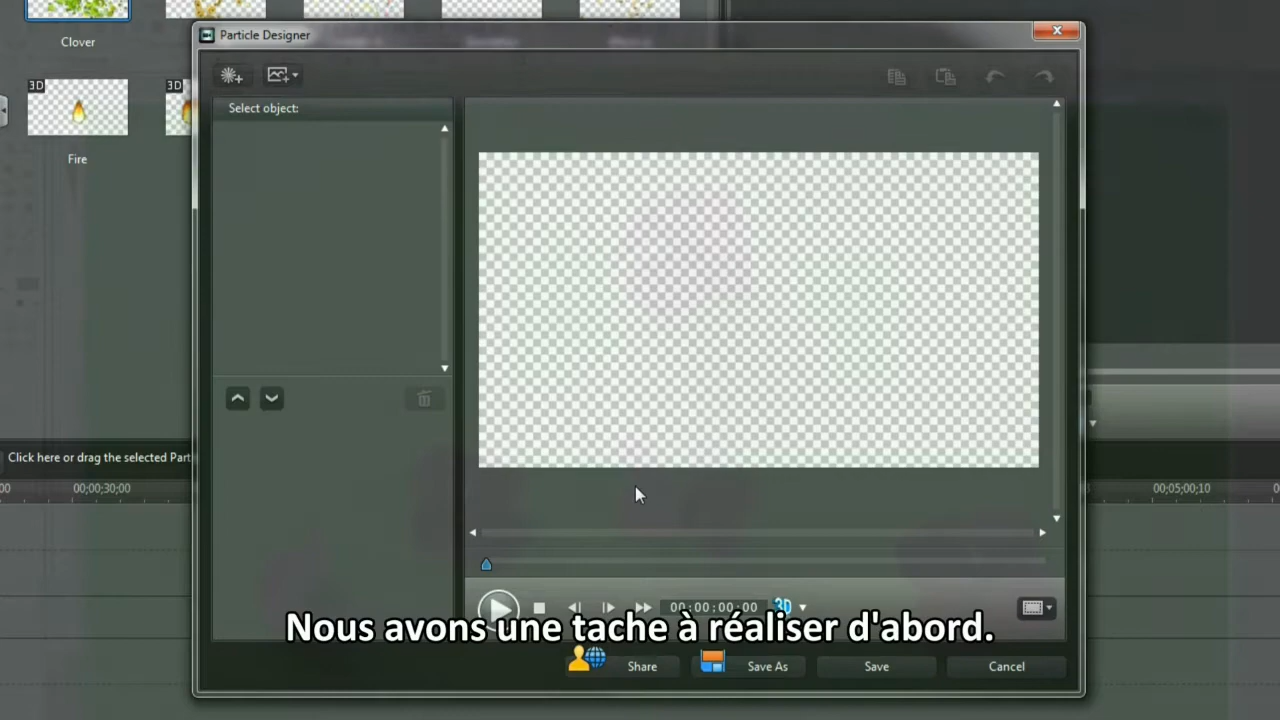 Clover
Particle Designer
3D
3D
Select object:
Fire
Click here or drag the selected Part
00
00;00;30;00
00;05;00;10
00:00:00:00
3D
Nous avons une tache à réaliser d'abord.
Share
Save As
Save
Cancel